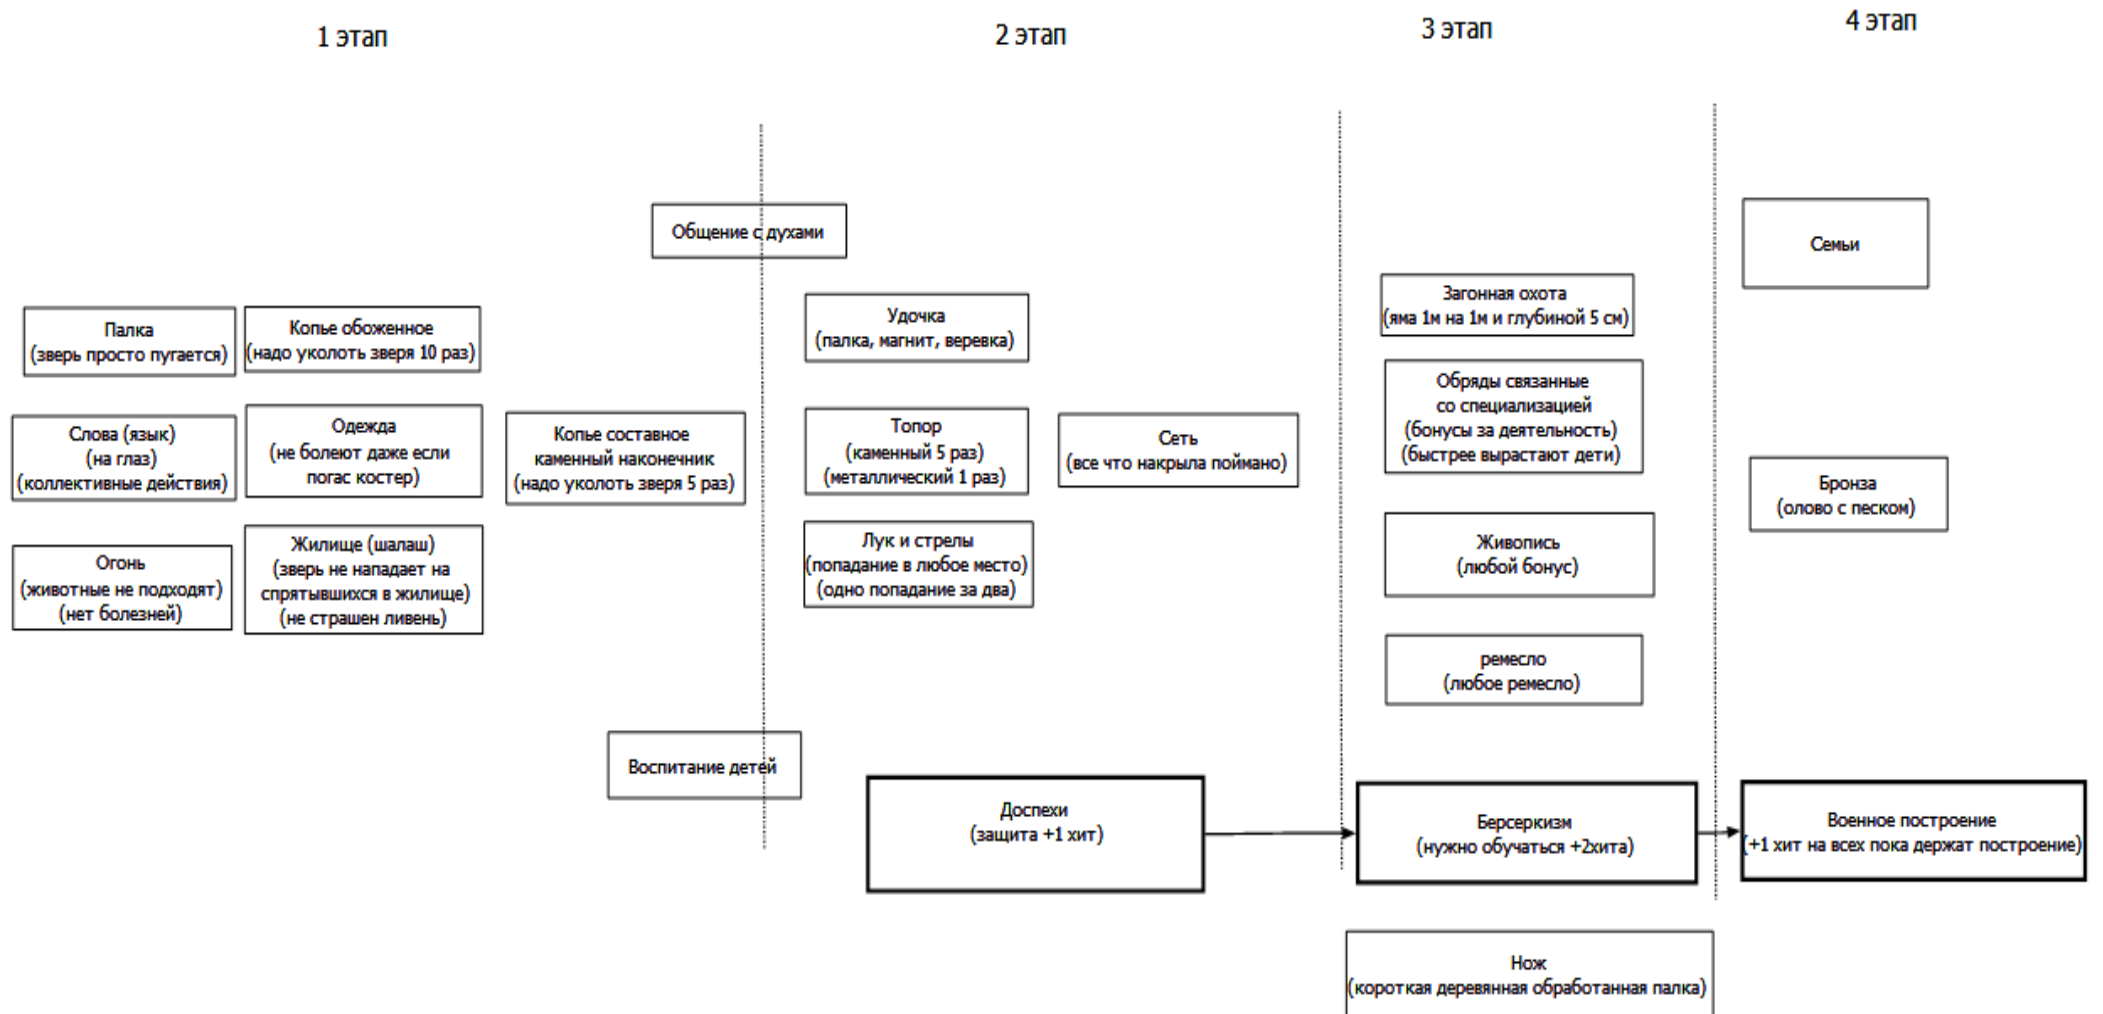 1 этап
2 этап
3 этап
4 этап
Общение с духами
Палка
(зверь просто пугается)
Копье обоженное
(надо уколоть зверя 10 раз)
Слова (язык)
(на глаз)
(коллективные действия)
Одежда
(не болеют даже если
погас костер)
Копье составное
каменный наконечник
(надо уколоть зверя 5 раз)
Огонь
(животные не подходят)
(нет болезней)
Жилище (шалаш)
(зверь не нападает на
спрятывшихся в жилище)
(не страшен ливень)
Воспитание детей
Удочка
(палка, магнит, веревка)
Топор
(каменный 5 раз)
(металлический 1 раз)
Сеть
(все что накрыла поймано)
Лук и стрелы
(попадание в любое место)
(одно попадание за два)
Доспехи
(защита +1 хит)
Загонная охота
(яма 1м на 1м и глубиной 5 см)
Обряды связанные
со специализацией
(бонусы за деятельность)
(быстрее вырастают дети)
Живопись
(любой бонус)
ремесло
(любое ремесло)
Берсеркизм
(нужно обучаться +2хита)
Нож
(короткая деревянная обработанная палка)
Семьи
Бронза
(олово с песком)
Военное построение
(+1 хит на всех пока держат построение)